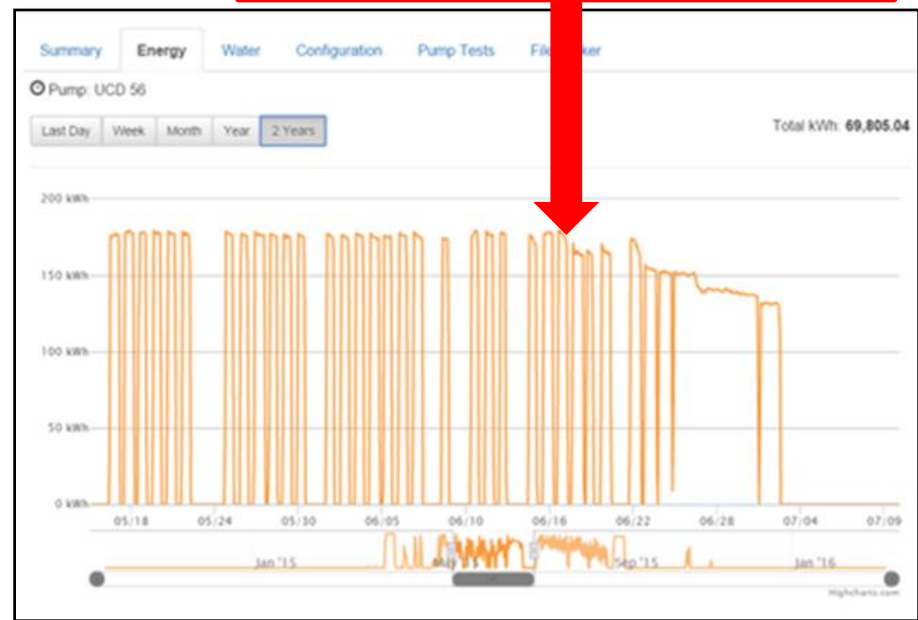 Summary Energy Water Configuration Pump Tests File
Pump: UCD 56
Last Day Week Month Year 2 Years
Total kWh: 69,805.04
200 kWh
150 kWh
100 kWh
50 kWh
0 kWh
05/18 05/24 05/30 06/05 06/10 06/16 06/22 06/28 07/04 07/09
Jan '15 May '15 Sep '15 Jan '16
Highcharts.com